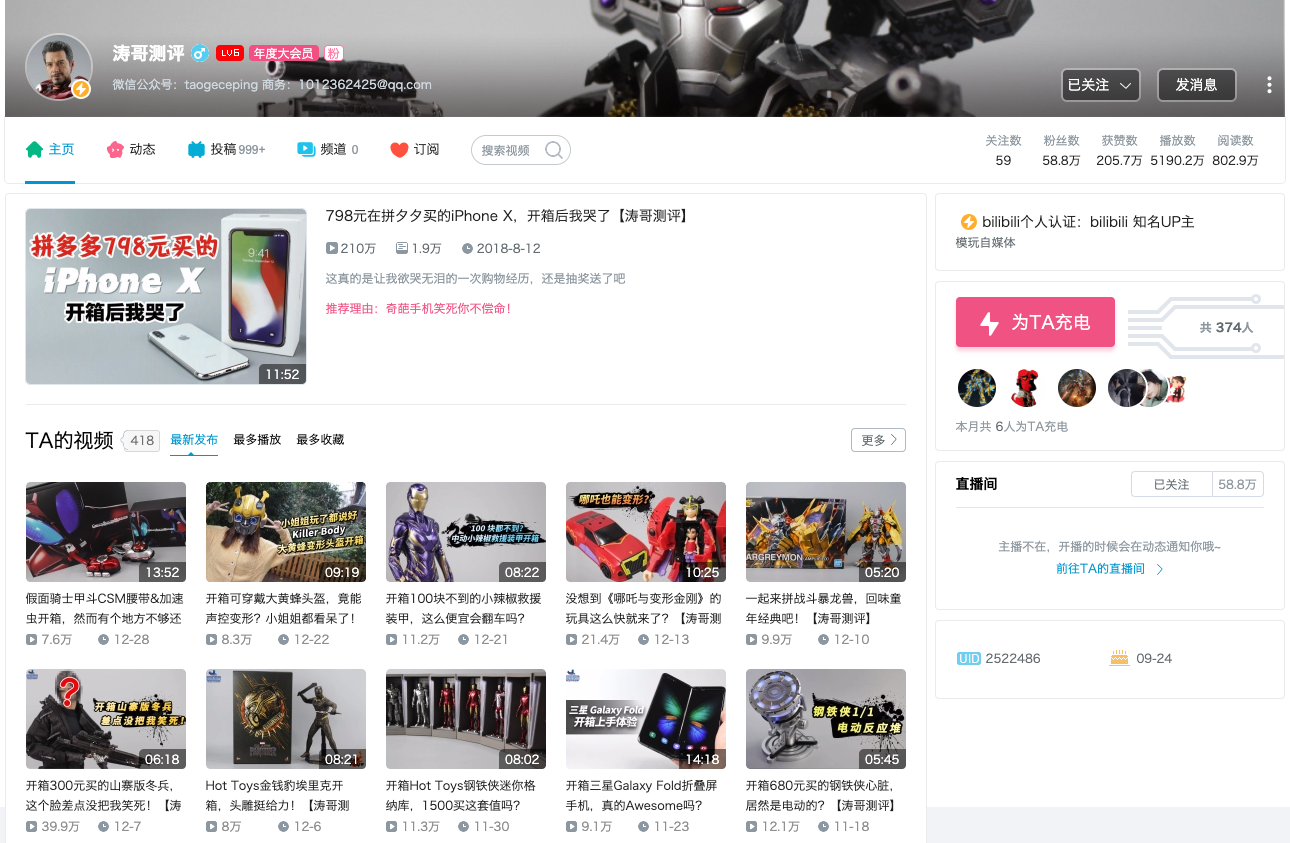 涛哥测评 LV6 年度大会员 粉
微信公众号：taogeceping 商务：1012362425@qq.com
已关注 发消息
主页 动态 投稿 999+ 频道 0 订阅 搜索视频
关注数 粉丝数 获赞数 播放数 阅读数
59 58.8万 205.7万 5190.2万 802.9万
拼多多798元买的
iPhone X
开箱后我哭了
9:41
11:52
798元在拼夕夕买的iPhone X，开箱后我哭了【涛哥测评】
210万 1.9万 2018-8-12
这真的是让我欲哭无泪的一次购物经历，还是抽奖送了吧
推荐理由：奇葩手机笑死你不偿命！
TA的视频 418 最新发布 最多播放 最多收藏 更多
13:52
假面骑士甲斗CSM腰带&加速
虫开箱，然而有个地方不够还
7.6万 12-28
小姐姐玩了都说好
Killer Body
大黄蜂变形头盔开箱
09:19
开箱可穿戴大黄蜂头盔，竟能
声控变形？小姐姐都看呆了！
8.3万 12-22
100 块都不到?
中动小辣椒救援装甲开箱
08:22
开箱100块不到的小辣椒救援
装甲，这么便宜会翻车吗？
11.2万 12-21
哪吒也能变形?
10:25
没想到《哪吒与变形金刚》的
玩具这么快就来了？【涛哥测
21.4万 12-13
ARGREYMON
05:20
一起来拼战斗暴龙兽，回味童
年经典吧！【涛哥测评】
9.9万 12-10
?
开箱山寨版冬兵
差点没把我笑死!
06:18
开箱300元买的山寨版冬兵，
这个脸差点没把我笑死！【涛
39.9万 12-7
08:21
Hot Toys金钱豹埃里克开
箱，头雕挺给力！【涛哥测
8万 12-6
08:02
开箱Hot Toys钢铁侠迷你格
纳库，1500买这套值吗？
11.3万 11-30
三星 Galaxy Fold
开箱上手体验
14:18
开箱三星Galaxy Fold折叠屏
手机，真的Awesome吗？
9.1万 11-23
钢铁侠1/1
电动反应堆
05:45
开箱680元买的钢铁侠心脏，
居然是电动的？【涛哥测评】
12.1万 11-18
bilibili个人认证：bilibili 知名UP主
模玩自媒体
为TA充电 共 374人
本月共 6人为TA充电
直播间 已关注 58.8万
主播不在，开播的时候会在动态通知你哦~
前往TA的直播间
UID 2522486 09-24